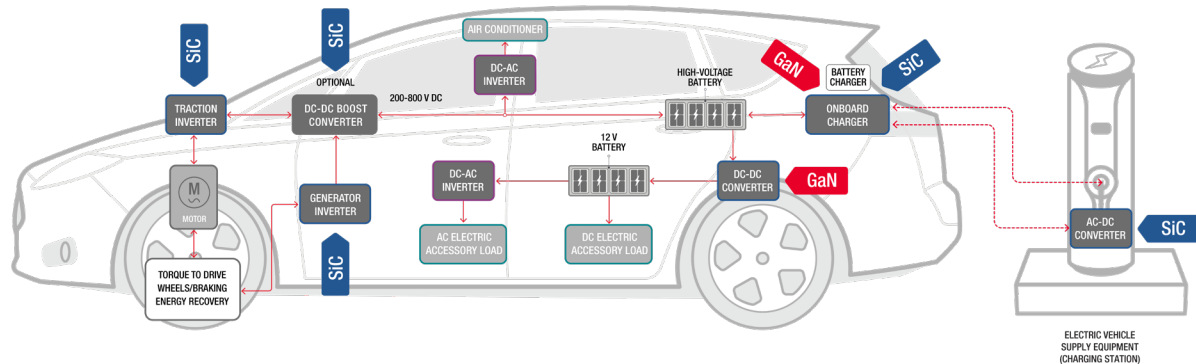 SiC
SiC
AIR CONDITIONER
DC-AC
INVERTER
GaN
BATTERY
CHARGER
SiC
OPTIONAL
HIGH-VOLTAGE
BATTERY
TRACTION
INVERTER
DC-DC BOOST
CONVERTER
200-800 V DC
ONBOARD
CHARGER
12 V
BATTERY
M
MOTOR
GENERATOR
INVERTER
DC-AC
INVERTER
DC-DC
CONVERTER
GaN
AC ELECTRIC
ACCESSORY LOAD
DC ELECTRIC
ACCESSORY LOAD
AC-DC
CONVERTER
SiC
SiC
TORQUE TO DRIVE
WHEELS/BRAKING
ENERGY RECOVERY
ELECTRIC VEHICLE
SUPPLY EQUIPMENT
(CHARGING STATION)